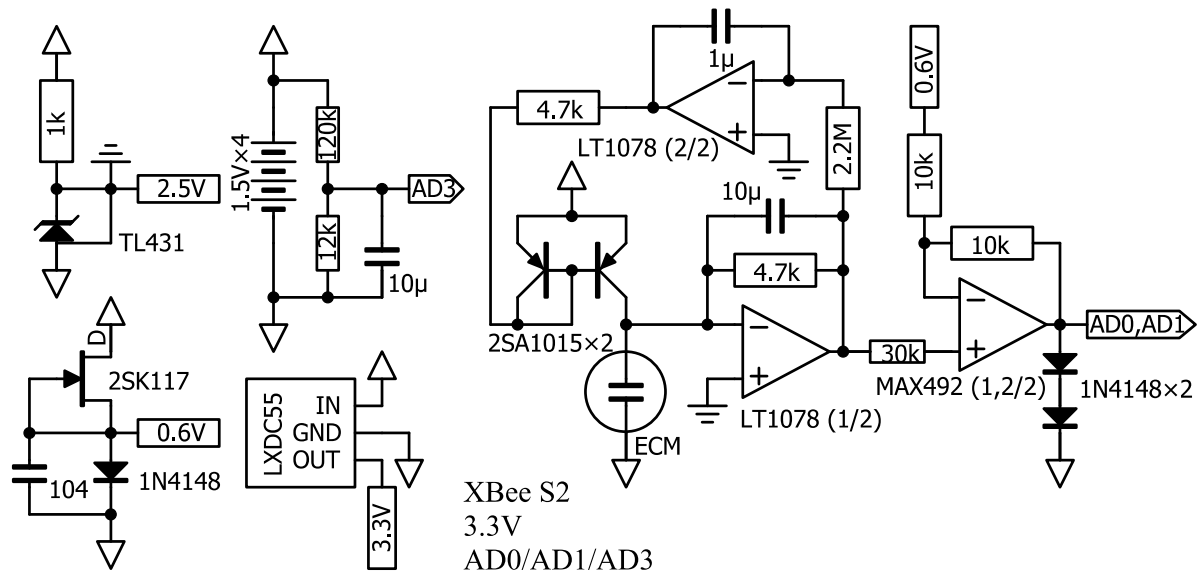 1k
2.5V
TL431
1.5V×4
120k
12k
AD3
10µ
D
2SK117
0.6V
104
1N4148
LXDC55
IN
GND
OUT
3.3V
1µ
4.7k
LT1078 (2/2)
2.2M
10µ
4.7k
2SA1015×2
ECM
LT1078 (1/2)
0.6V
10k
10k
30k
MAX492 (1,2/2)
AD0,AD1
1N4148×2
XBee S2
3.3V
AD0/AD1/AD3